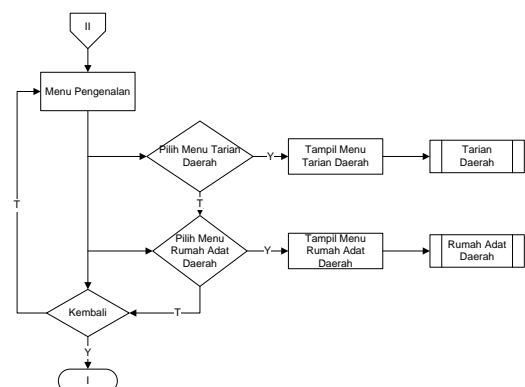 II
Menu Pengenalan
Pilih Menu Tarian
Daerah
Y
Tampil Menu
Tarian Daerah
Tarian
Daerah
T
T
Pilih Menu
Rumah Adat
Daerah
Y
Tampil Menu
Rumah Adat
Daerah
Rumah Adat
Daerah
Kembali
T
Y
I